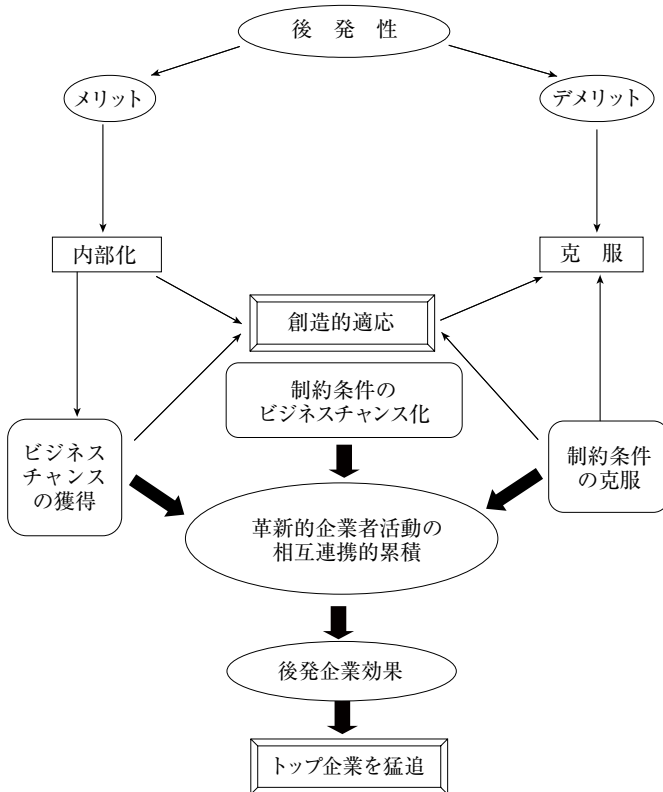 後発性
メリット
デメリット
内部化
克服
創造的適応
制約条件の
ビジネスチャンス化
ビジネス
チャンス
の獲得
制約条件
の克服
革新的企業者活動の
相互連携的累積
後発企業効果
トップ企業を猛追